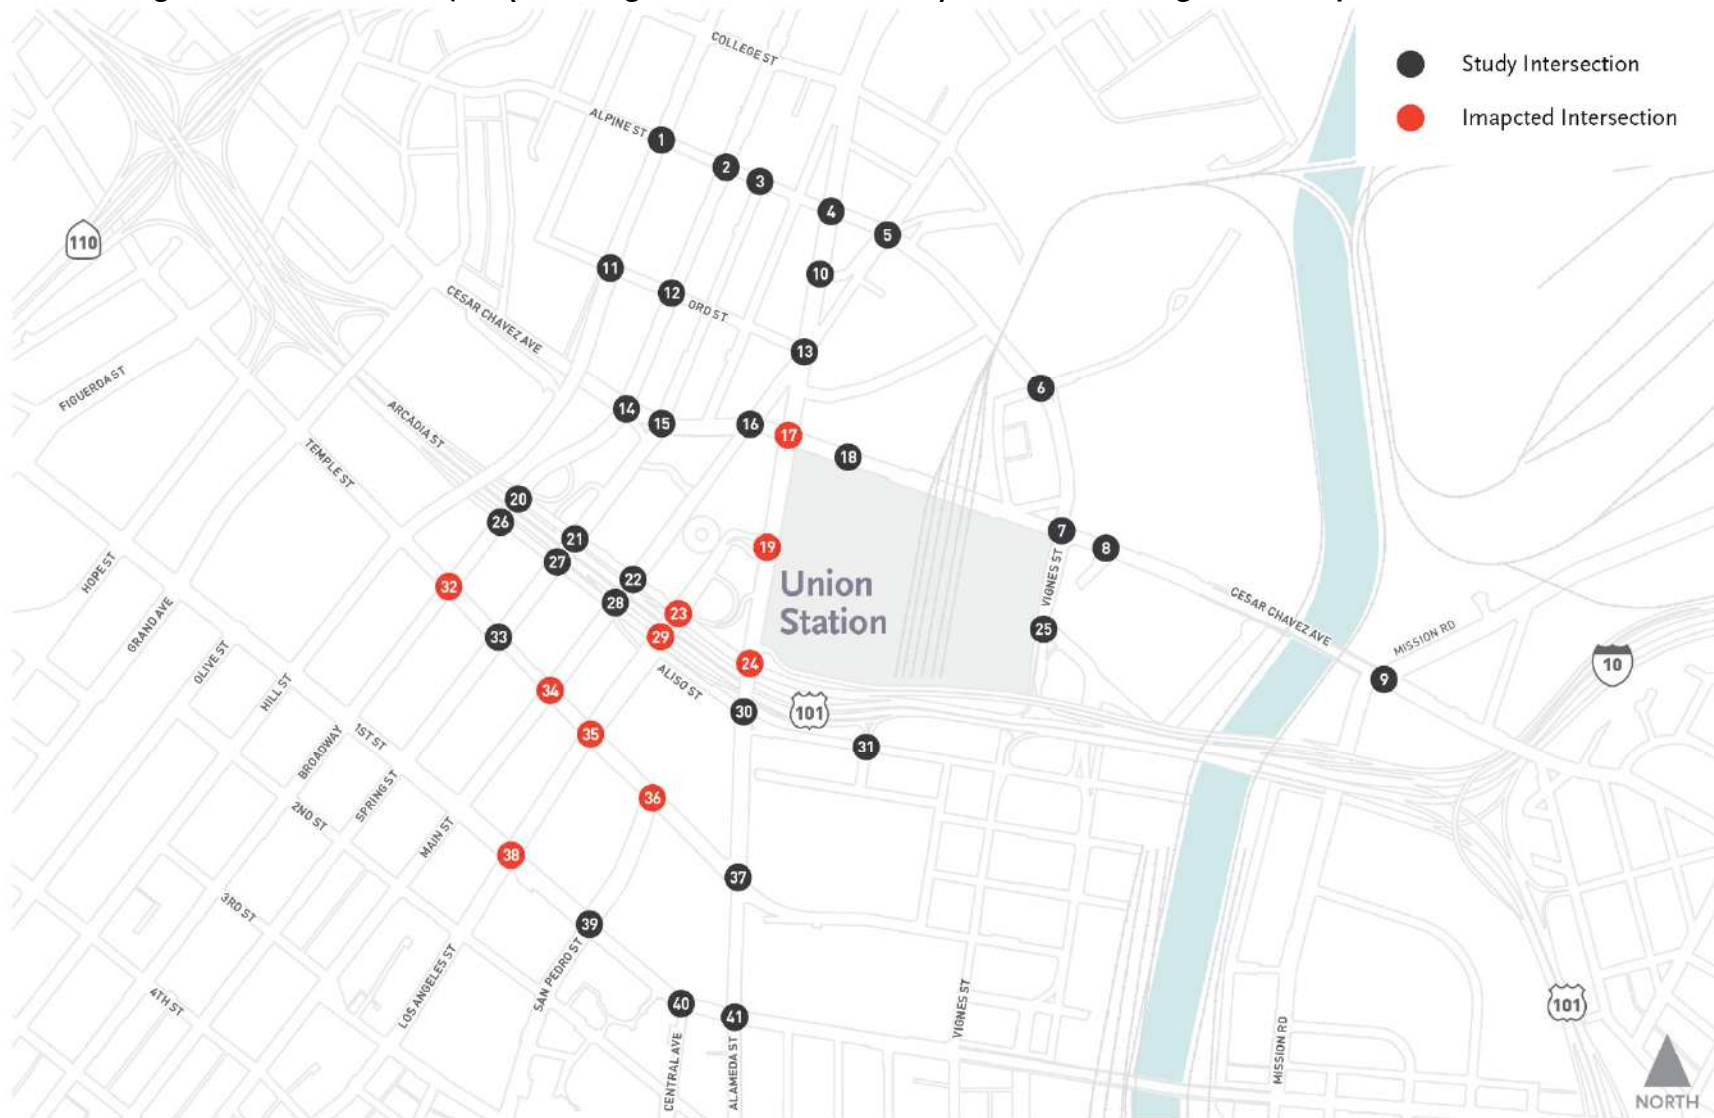 COLLEGE ST
Study Intersection
ALPINE ST
Imapcted Intersection
1
2
3
4
5
110
11
10
12
ORD ST
CESAR CHAVEZ AVE
13
FIGUERDA ST
6
ARCADIA ST
14
15
16
17
18
TEMPLE ST
20
26
21
27
19
7
8
HOPE ST
22
28
Union
Station
VIGNES ST
32
GRAND AVE
23
29
25
CESAR CHAVEZ AVE
MISSION RD
10
33
OLIVE ST
24
ALISO ST
9
34
HILL ST
30
101
31
35
BROADWAY
1ST ST
SPRING ST
36
2ND ST
MAIN ST
38
37
3RD ST
39
LOS ANGELES ST
SAN PEDRO ST
4TH ST
40
41
VIGNES ST
101
CENTRAL AVE
ALAMEDA ST
MISSION RD
NORTH